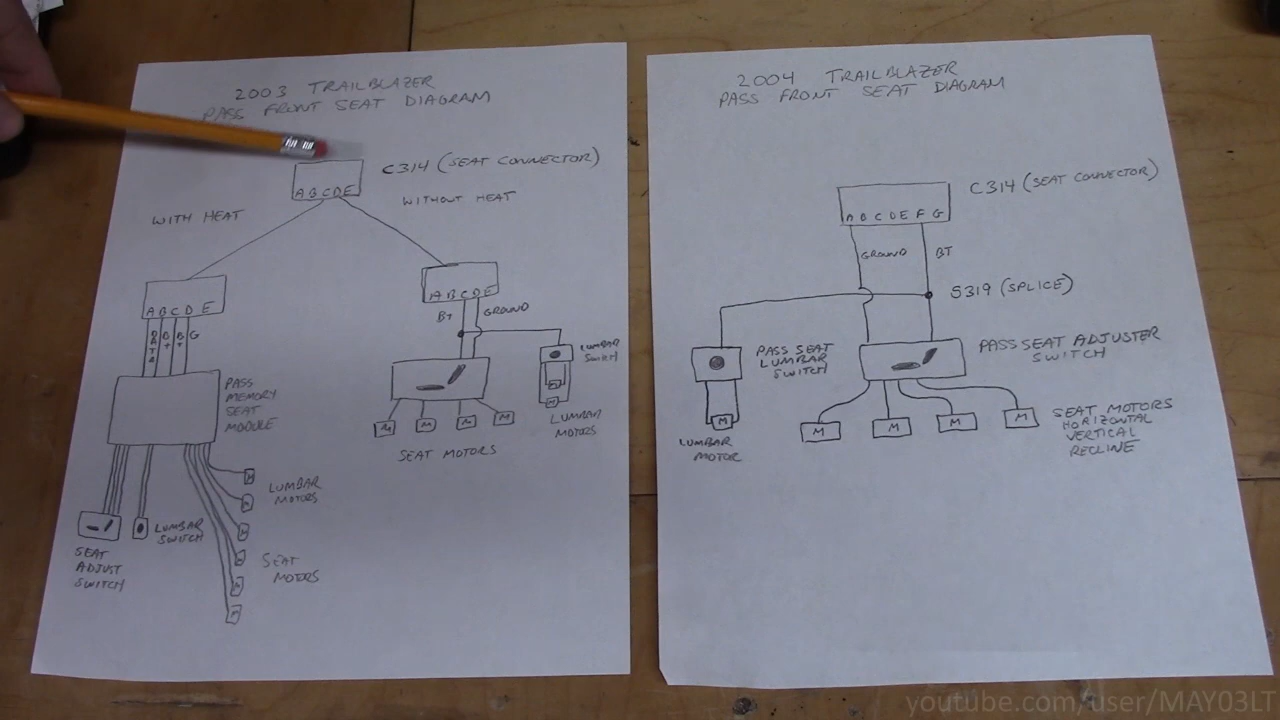 2003 TRAILBLAZER
PASS FRONT SEAT DIAGRAM
C314 (SEAT CONNECTOR)
A B C D E
WITH HEAT
WITHOUT HEAT
A B C D E
DATA
B+
B+
G
PASS
MEMORY
SEAT
MODULE
A B C D E
BT
GROUND
LUMBAR
SWITCH
M
M
LUMBAR
MOTORS
M
M
M
M
SEAT MOTORS
M
M
LUMBAR
MOTORS
M
M
M
M
SEAT
MOTORS
LUMBAR
SWITCH
SEAT
ADJUST
SWITCH
2004 TRAILBLAZER
PASS FRONT SEAT DIAGRAM
C314 (SEAT CONNECTOR)
A B C D E F G
GROUND
BT
S319 (SPLICE)
PASS SEAT
LUMBAR
SWITCH
PASS SEAT ADJUSTER
SWITCH
M
LUMBAR
MOTOR
M
M
M
M
SEAT MOTORS
HORIZONTAL
VERTICAL
RECLINE
youtube.com/user/MAY03LT